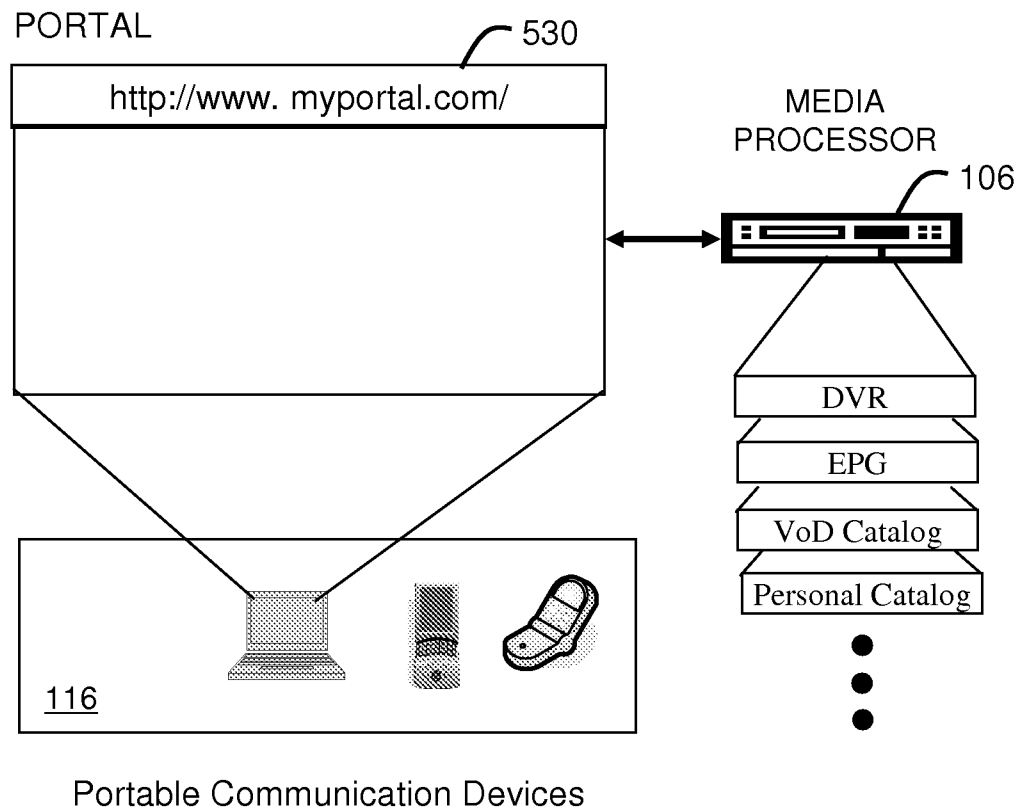 PORTAL
530
http://www. myportal.com/
MEDIA
PROCESSOR
106
DVR
EPG
VoD Catalog
Personal Catalog
116
Portable Communication Devices